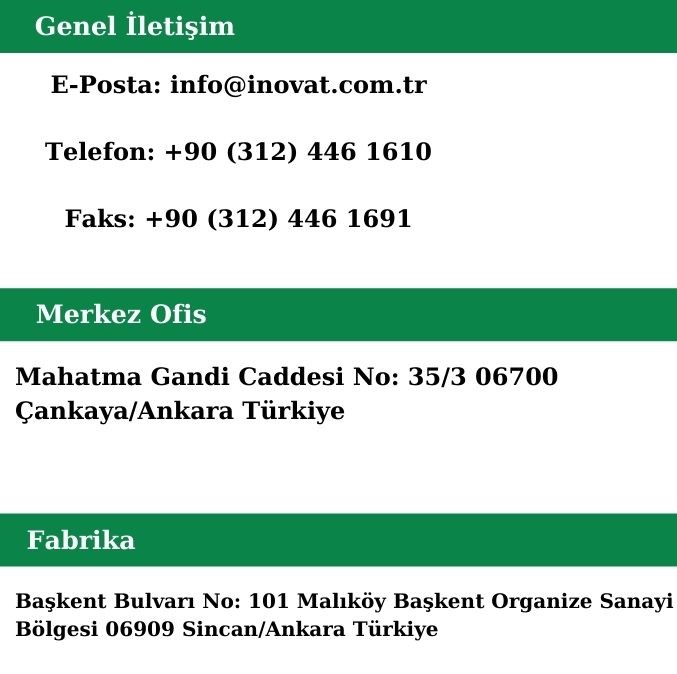 Genel İletişim
E-Posta: info@inovat.com.tr
Telefon: +90 (312) 446 1610
Faks: +90 (312) 446 1691
Merkez Ofis
Mahatma Gandi Caddesi No: 35/3 06700
Çankaya/Ankara Türkiye
Fabrika
Başkent Bulvarı No: 101 Malıköy Başkent Organize Sanayi
Bölgesi 06909 Sincan/Ankara Türkiye